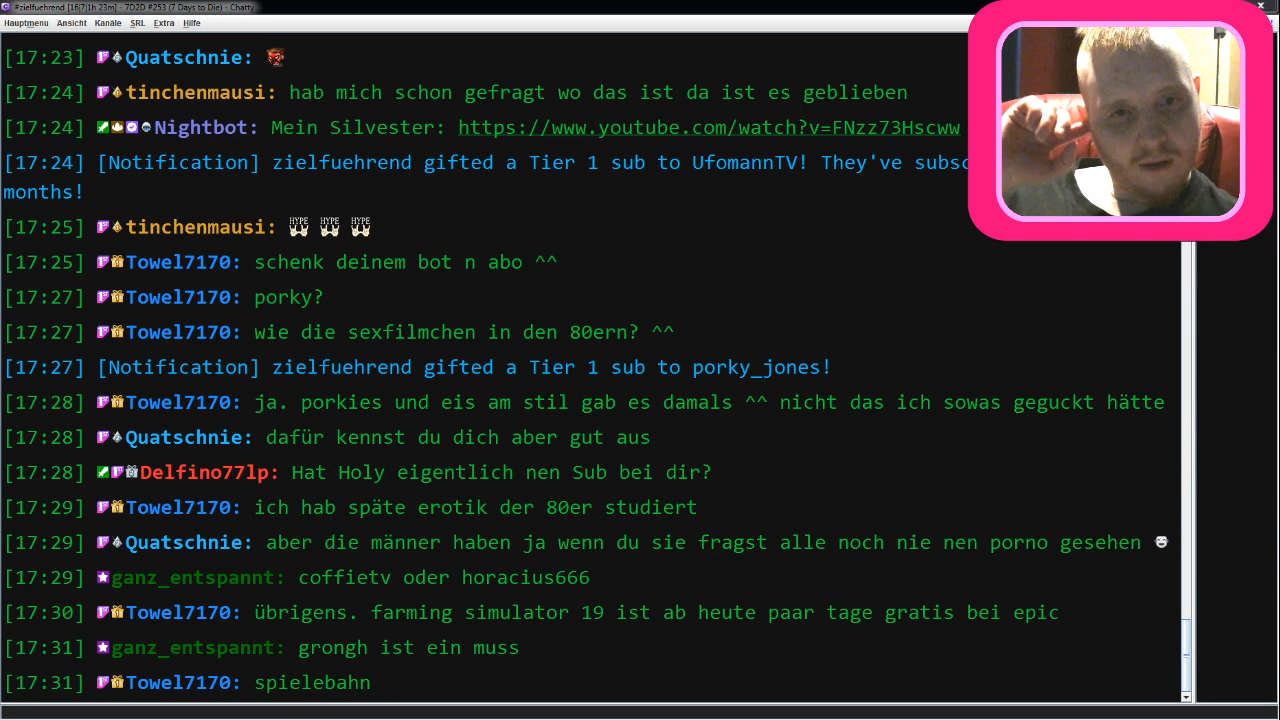 #zielfuehrend [16|7|1h 23m] - 7D2D #253 (7 Days to Die) - Chatty
Hauptmenu Ansicht Kanäle SRL Extra Hilfe
[17:23] Quatschnie:
[17:24] tinchenmausi: hab mich schon gefragt wo das ist da ist es geblieben
[17:24] Nightbot: Mein Silvester: https://www.youtube.com/watch?v=FNzz73Hscww
[17:24] [Notification] zielfuehrend gifted a Tier 1 sub to UfomannTV! They've subsc
months!
[17:25] tinchenmausi: HYPE HYPE HYPE
[17:25] Towel7170: schenk deinem bot n abo ^^
[17:27] Towel7170: porky?
[17:27] Towel7170: wie die sexfilmchen in den 80ern? ^^
[17:27] [Notification] zielfuehrend gifted a Tier 1 sub to porky_jones!
[17:28] Towel7170: ja. porkies und eis am stil gab es damals ^^ nicht das ich sowas geguckt hätte
[17:28] Quatschnie: dafür kennst du dich aber gut aus
[17:28] Delfino77lp: Hat Holy eigentlich nen Sub bei dir?
[17:29] Towel7170: ich hab späte erotik der 80er studiert
[17:29] Quatschnie: aber die männer haben ja wenn du sie fragst alle noch nie nen porno gesehen
[17:29] ganz_entspannt: coffietv oder horacius666
[17:30] Towel7170: übrigens. farming simulator 19 ist ab heute paar tage gratis bei epic
[17:31] ganz_entspannt: grongh ist ein muss
[17:31] Towel7170: spielebahn